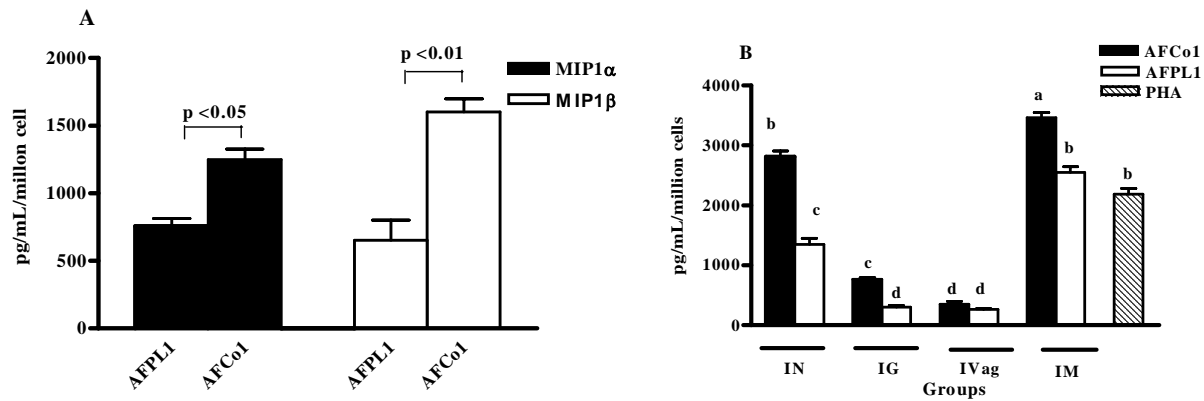 A
pg/mL/millon cell
2000
1500
1000
500
0
p <0.05
p <0.01
MIP1α
MIP1β
AFPL1
AFCo1
AFPL1
AFCo1
B
pg/mL/million cells
4000
3000
2000
1000
0
AFCo1
AFPL1
PHA
b
c
c
d
d
d
a
b
b
IN
IG
IVag
IM
Groups